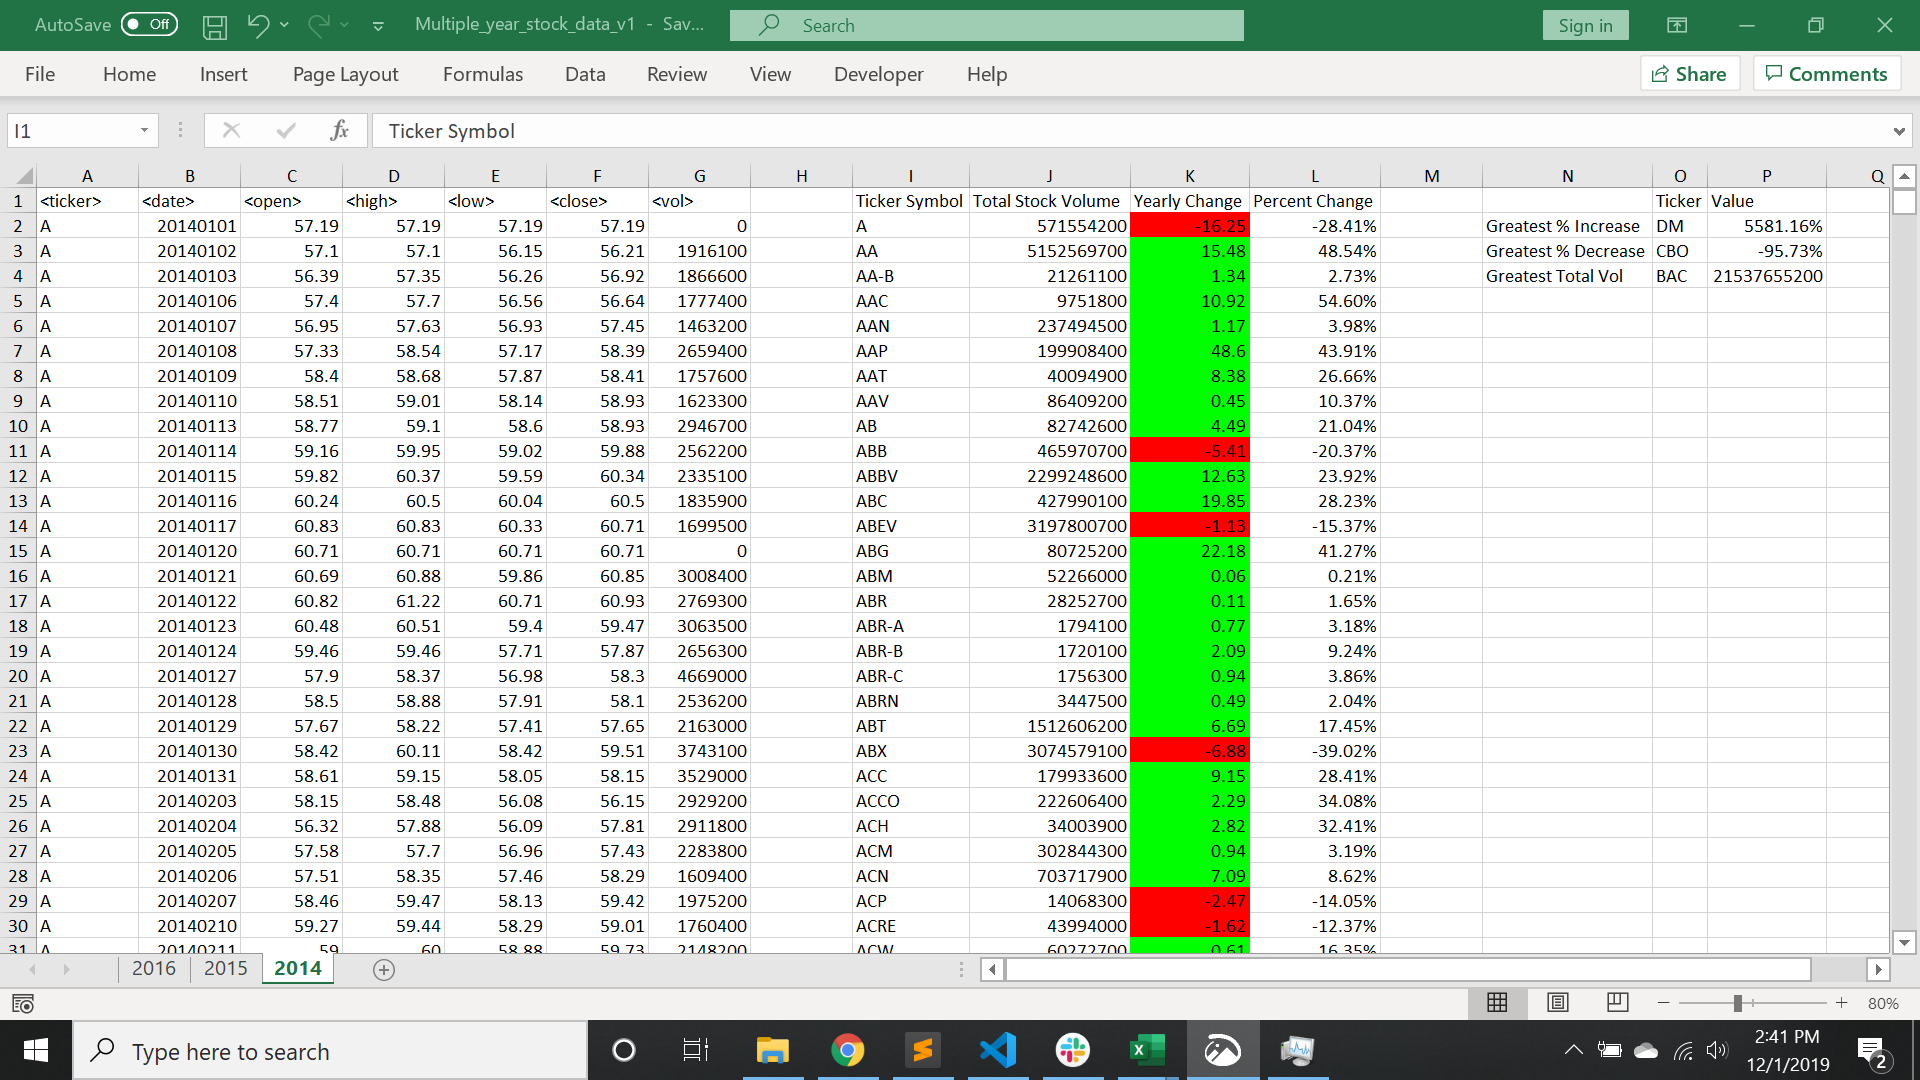 AutoSave Off Multiple_year_stock_data_v1 - Sav... Search Sign in
File Home Insert Page Layout Formulas Data Review View Developer Help Share Comments
I1 fx Ticker Symbol
A B C D E F G H I J K L M N O P Q
1 <ticker> <date> <open> <high> <low> <close> <vol> Ticker Symbol Total Stock Volume Yearly Change Percent Change Ticker Value
2 A 20140101 57.19 57.19 57.19 57.19 0 A 571554200 -16.25 -28.41% Greatest % Increase DM 5581.16%
3 A 20140102 57.1 57.1 56.15 56.21 1916100 AA 5152569700 15.48 48.54% Greatest % Decrease CBO -95.73%
4 A 20140103 56.39 57.35 56.26 56.92 1866600 AA-B 21261100 1.34 2.73% Greatest Total Vol BAC 21537655200
5 A 20140106 57.4 57.7 56.56 56.64 1777400 AAC 9751800 10.92 54.60%
6 A 20140107 56.95 57.63 56.93 57.45 1463200 AAN 237494500 1.17 3.98%
7 A 20140108 57.33 58.54 57.17 58.39 2659400 AAP 199908400 48.6 43.91%
8 A 20140109 58.4 58.68 57.87 58.41 1757600 AAT 40094900 8.38 26.66%
9 A 20140110 58.51 59.01 58.14 58.93 1623300 AAV 86409200 0.45 10.37%
10 A 20140113 58.77 59.1 58.6 58.93 2946700 AB 82742600 4.49 21.04%
11 A 20140114 59.16 59.95 59.02 59.88 2562200 ABB 465970700 -5.41 -20.37%
12 A 20140115 59.82 60.37 59.59 60.34 2335100 ABBV 2299248600 12.63 23.92%
13 A 20140116 60.24 60.5 60.04 60.5 1835900 ABC 427990100 19.85 28.23%
14 A 20140117 60.83 60.83 60.33 60.71 1699500 ABEV 3197800700 -1.13 -15.37%
15 A 20140120 60.71 60.71 60.71 60.71 0 ABG 80725200 22.18 41.27%
16 A 20140121 60.69 60.88 59.86 60.85 3008400 ABM 52266000 0.06 0.21%
17 A 20140122 60.82 61.22 60.71 60.93 2769300 ABR 28252700 0.11 1.65%
18 A 20140123 60.48 60.51 59.4 59.47 3063500 ABR-A 1794100 0.77 3.18%
19 A 20140124 59.46 59.46 57.71 57.87 2656300 ABR-B 1720100 2.09 9.24%
20 A 20140127 57.9 58.37 56.98 58.3 4669000 ABR-C 1756300 0.94 3.86%
21 A 20140128 58.5 58.88 57.91 58.1 2536200 ABRN 3447500 0.49 2.04%
22 A 20140129 57.67 58.22 57.41 57.65 2163000 ABT 1512606200 6.69 17.45%
23 A 20140130 58.42 60.11 58.42 59.51 3743100 ABX 3074579100 -6.88 -39.02%
24 A 20140131 58.61 59.15 58.05 58.15 3529000 ACC 179933600 9.15 28.41%
25 A 20140203 58.15 58.48 56.08 56.15 2929200 ACCO 222606400 2.29 34.08%
26 A 20140204 56.32 57.88 56.09 57.81 2911800 ACH 34003900 2.82 32.41%
27 A 20140205 57.58 57.7 56.96 57.43 2283800 ACM 302844300 0.94 3.19%
28 A 20140206 57.51 58.35 57.46 58.29 1609400 ACN 703717900 7.09 8.62%
29 A 20140207 58.46 59.47 58.13 59.42 1975200 ACP 14068300 -2.47 -14.05%
30 A 20140210 59.27 59.44 58.29 59.01 1760400 ACRE 43994000 -1.62 -12.37%
31 A 20140211 59 60 58.88 59.73 2148200 ACW 60272700 0.61 16.35%
2016 2015 2014
80%
Type here to search 2:41 PM
12/1/2019 2